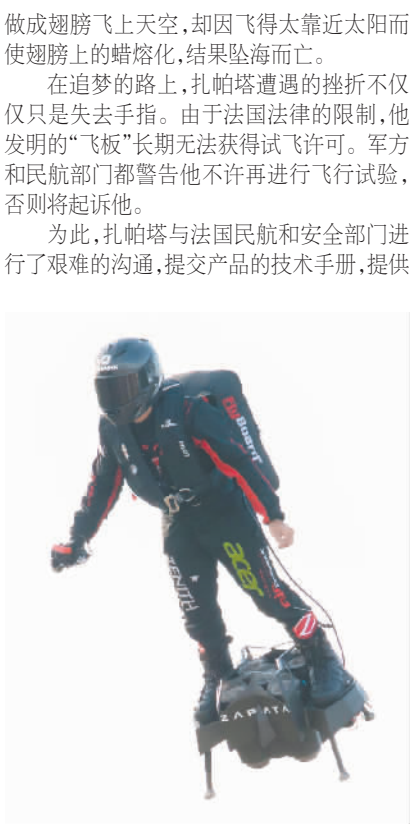 做成翅膀飞上天空,却因飞得太靠近太阳而
使翅膀上的蜡熔化,结果坠海而亡。
在追梦的路上,扎帕塔遭遇的挫折不仅
仅只是失去手指。由于法国法律的限制,他
发明的“飞板”长期无法获得试飞许可。军方
和民航部门都警告他不许再进行飞行试验,
否则将起诉他。
为此,扎帕塔与法国民航和安全部门进
行了艰难的沟通,提交产品的技术手册,提供
FlyBoard
acer
ZENITH
ZAPATA